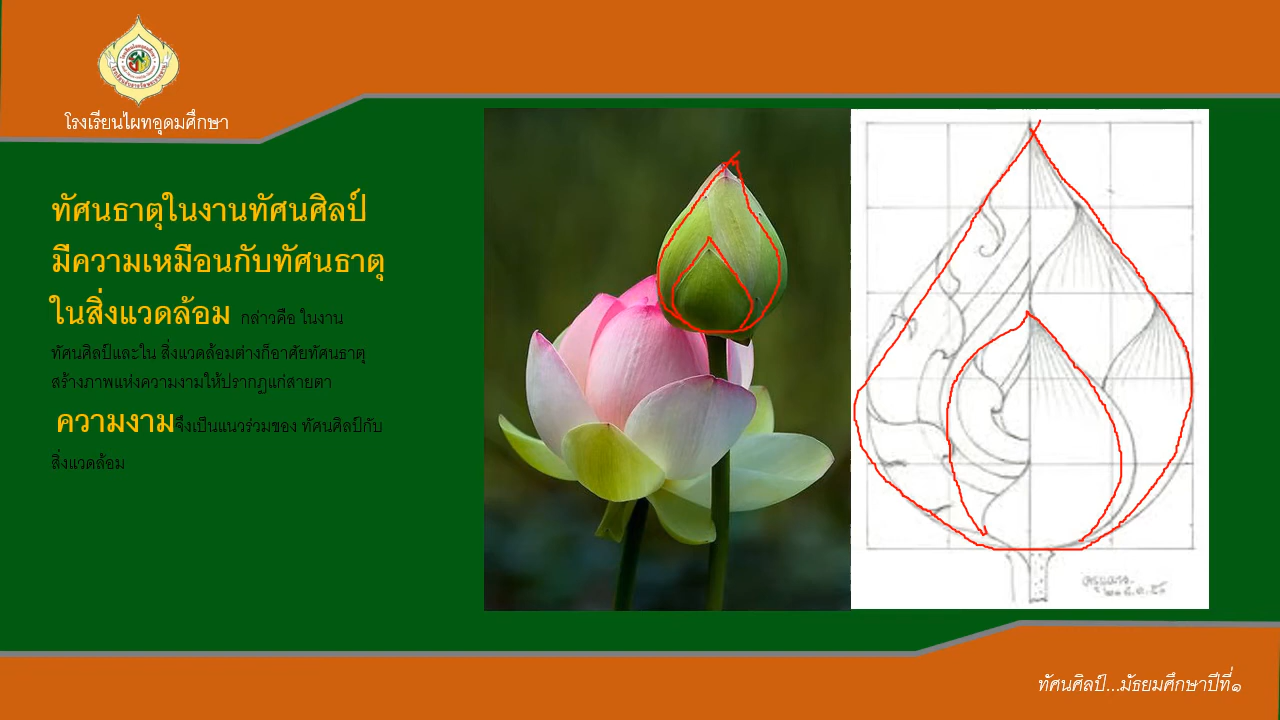 โรงเรียนไผทอุดมศึกษา
ทัศนธาตุในงานทัศนศิลป์
มีความเหมือนกับทัศนธาตุ
ในสิ่งแวดล้อม กล่าวคือ ในงาน
ทัศนศิลป์และใน สิ่งแวดล้อมต่างก็อาศัยทัศนธาตุ
สร้างภาพแห่งความงามให้ปรากฏแก่สายตา
ความงามจึงเป็นแนวร่วมของ ทัศนศิลป์กับ
สิ่งแวดล้อม
ทัศนศิลป์...มัธยมศึกษาปีที่๑